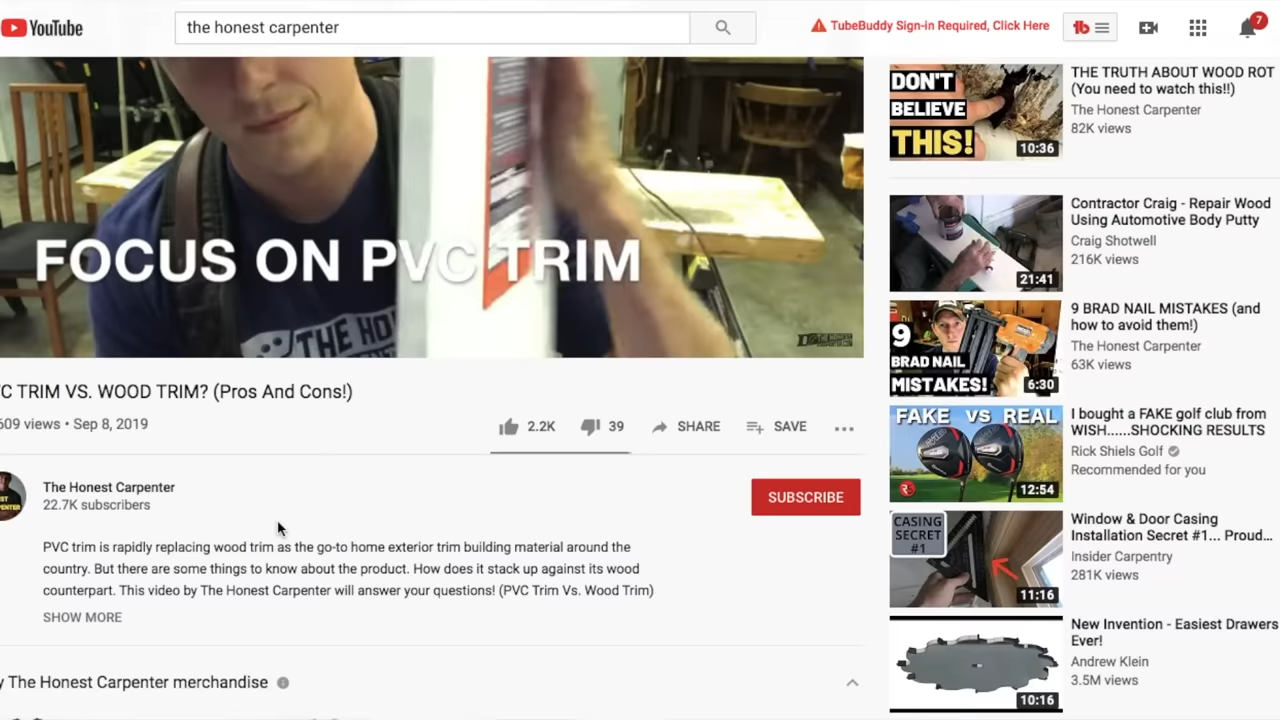 YouTube
the honest carpenter
TubeBuddy Sign-in Required, Click Here
tb
7
FOCUS ON PVC TRIM
THE HO
C TRIM VS. WOOD TRIM? (Pros And Cons!)
609 views • Sep 8, 2019
2.2K
39
SHARE
SAVE
The Honest Carpenter
22.7K subscribers
SUBSCRIBE
PVC trim is rapidly replacing wood trim as the go-to home exterior trim building material around the
country. But there are some things to know about the product. How does it stack up against its wood
counterpart. This video by The Honest Carpenter will answer your questions! (PVC Trim Vs. Wood Trim)
SHOW MORE
y The Honest Carpenter merchandise
DON'T
BELIEVE
THIS!
10:36
THE TRUTH ABOUT WOOD ROT
(You need to watch this!!)
The Honest Carpenter
82K views
21:41
Contractor Craig - Repair Wood
Using Automotive Body Putty
Craig Shotwell
216K views
9
BRAD NAIL
MISTAKES!
6:30
9 BRAD NAIL MISTAKES (and
how to avoid them!)
The Honest Carpenter
63K views
FAKE VS REAL
12:54
I bought a FAKE golf club from
WISH......SHOCKING RESULTS
Rick Shiels Golf
Recommended for you
CASING
SECRET
#1
11:16
Window & Door Casing
Installation Secret #1... Proud...
Insider Carpentry
281K views
10:16
New Invention - Easiest Drawers
Ever!
Andrew Klein
3.5M views